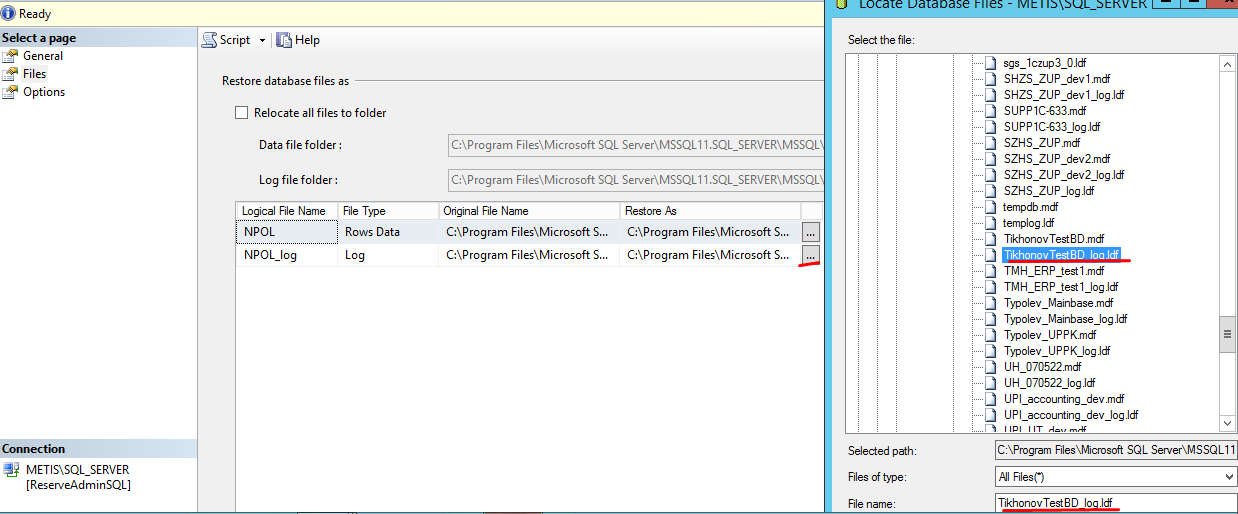 Ready
Select a page
General
Files
Options
Script
Help
Restore database files as
Relocate all files to folder
Data file folder :
C:\Program Files\Microsoft SQL Server\MSSQL11.SQL_SERVER\MSSQL\
Log file folder :
C:\Program Files\Microsoft SQL Server\MSSQL11.SQL_SERVER\MSSQL\
Logical File Name File Type Original File Name Restore As
NPOL Rows Data C:\Program Files\Microsoft S... C:\Program Files\Microsoft S... ...
NPOL_log Log C:\Program Files\Microsoft S... C:\Program Files\Microsoft S... ...
Connection
METIS\SQL_SERVER
[ReserveAdminSQL]
Locate Database Files - METIS\SQL_SERVER
Select the file:
sgs_1czup3_0.ldf
SHZS_ZUP_dev1.mdf
SHZS_ZUP_dev1_log.ldf
SUPP1C-633.mdf
SUPP1C-633_log.ldf
SZHS_ZUP.mdf
SZHS_ZUP_dev2.mdf
SZHS_ZUP_dev2_log.ldf
SZHS_ZUP_log.ldf
tempdb.mdf
templog.ldf
TikhonovTestBD.mdf
TikhonovTestBD_log.ldf
TMH_ERP_test1.mdf
TMH_ERP_test1_log.ldf
Typolev_Mainbase.mdf
Typolev_Mainbase_log.ldf
Typolev_UPPK.mdf
Typolev_UPPK_log.ldf
UH_070522.mdf
UH_070522_log.ldf
UPI_accounting_dev.mdf
UPI_accounting_dev_log.ldf
UPI_UT_dev.mdf
Selected path:
C:\Program Files\Microsoft SQL Server\MSSQL11
Files of type:
All Files(*)
File name:
TikhonovTestBD_log.ldf